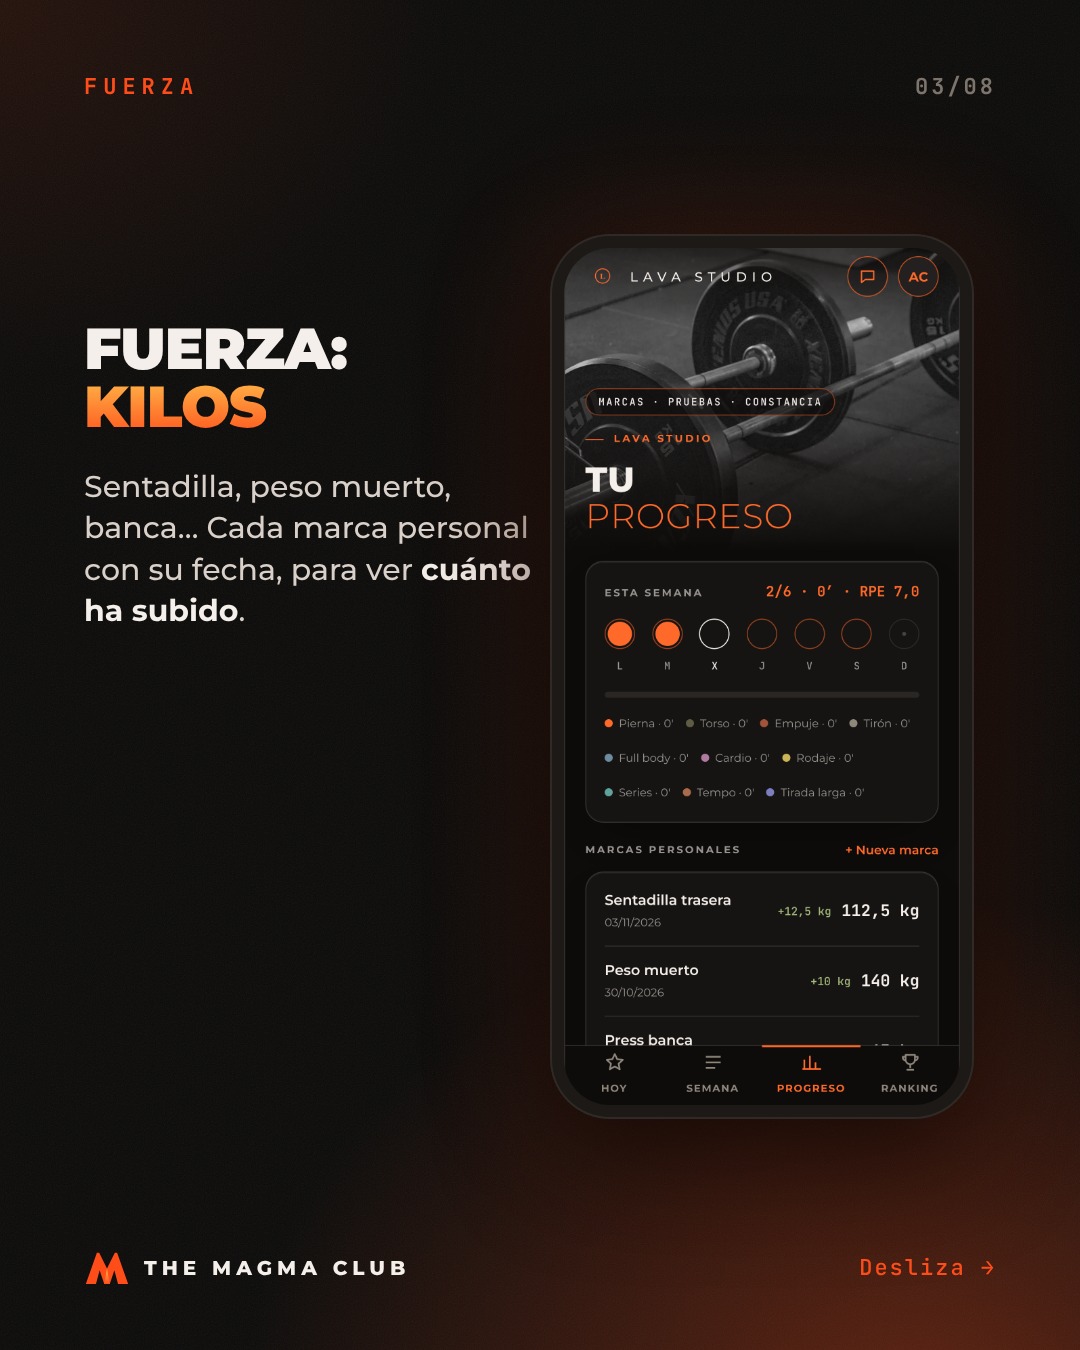 FUERZA
03/08
FUERZA:
KILOS
Sentadilla, peso muerto,
banca... Cada marca personal
con su fecha, para ver cuánto
ha subido.
LAVA STUDIO
AC
MARCAS · PRUEBAS · CONSTANCIA
LAVA STUDIO
TU
PROGRESO
ESTA SEMANA
2/6 · 0’ · RPE 7,0
L M X J V S D
Pierna · 0' Torso · 0' Empuje · 0' Tirón · 0'
Full body · 0' Cardio · 0' Rodaje · 0'
Series · 0' Tempo · 0' Tirada larga · 0'
MARCAS PERSONALES
+ Nueva marca
Sentadilla trasera
03/11/2026
+12,5 kg 112,5 kg
Peso muerto
30/10/2026
+10 kg 140 kg
Press banca
HOY SEMANA PROGRESO RANKING
THE MAGMA CLUB
Desliza →